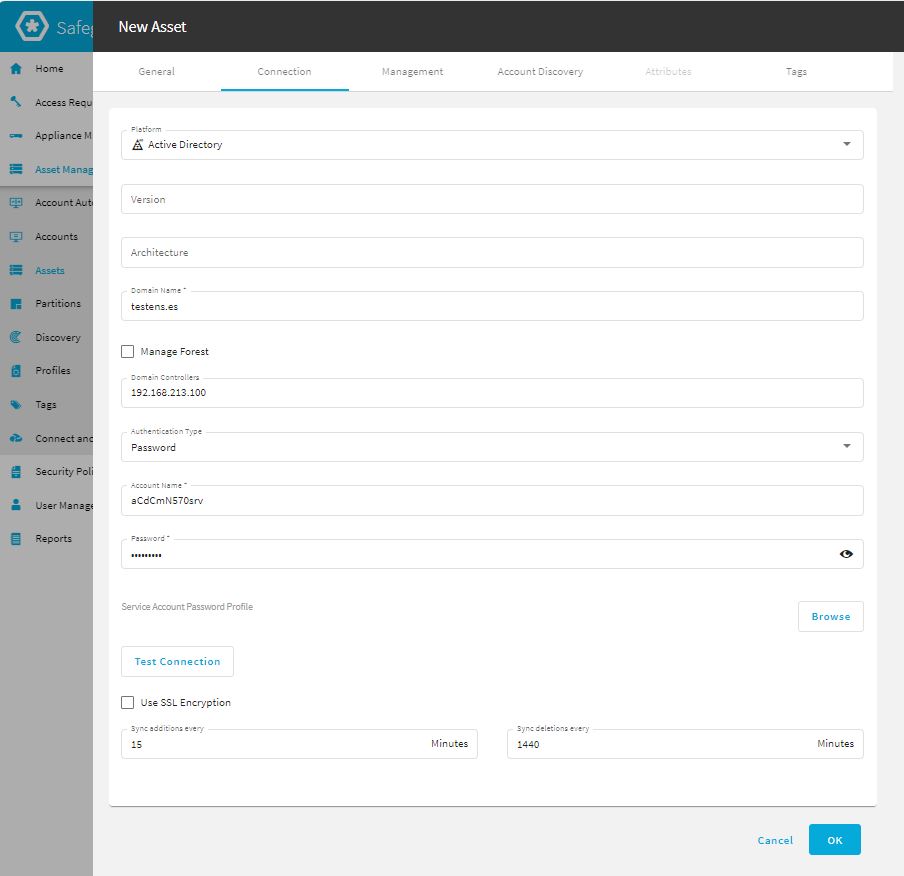 Safeg
New Asset
Home
Access Requ
Appliance M
Asset Manag
Account Aut
Accounts
Assets
Partitions
Discovery
Profiles
Tags
Connect and
Security Poli
User Manage
Reports
General
Connection
Management
Account Discovery
Attributes
Tags
Platform
Active Directory
Version
Architecture
Domain Name *
testens.es
Manage Forest
Domain Controllers
192.168.213.100
Authentication Type
Password
Account Name *
aCdCmN570srv
Password *
•••••••••
Service Account Password Profile
Browse
Test Connection
Use SSL Encryption
Sync additions every
15 Minutes
Sync deletions every
1440 Minutes
Cancel
OK